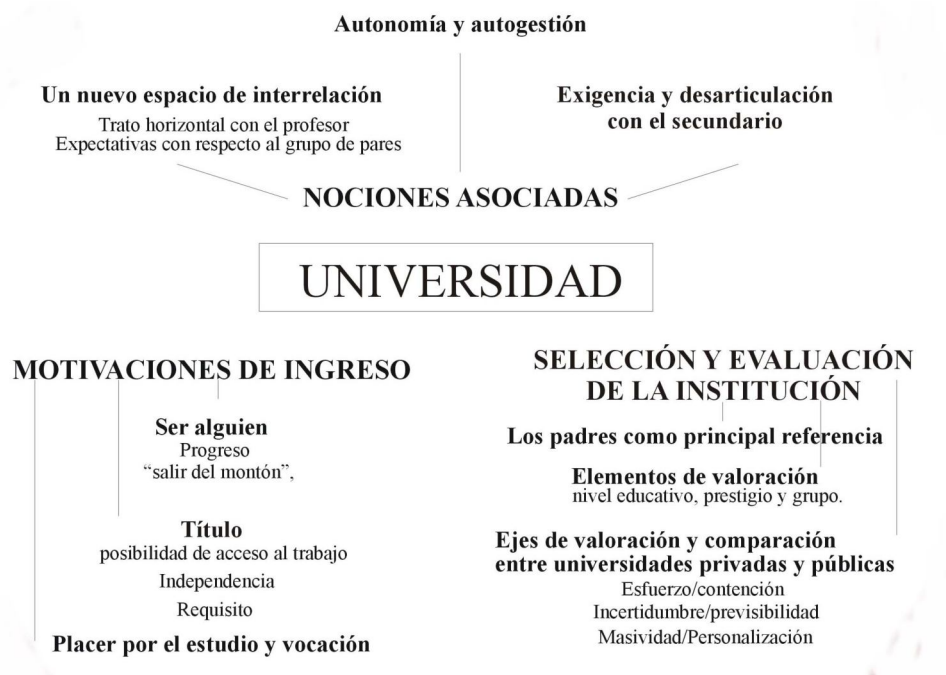 Autonomía y autogestión
Un nuevo espacio de interrelación
Trato horizontal con el profesor
Expectativas con respecto al grupo de pares
Exigencia y desarticulación
con el secundario
NOCIONES ASOCIADAS
UNIVERSIDAD
MOTIVACIONES DE INGRESO
Ser alguien
Progreso
“salir del montón”,
Título
posibilidad de acceso al trabajo
Independencia
Requisito
Placer por el estudio y vocación
SELECCIÓN Y EVALUACIÓN
DE LA INSTITUCIÓN
Los padres como principal referencia
Elementos de valoración
nivel educativo, prestigio y grupo.
Ejes de valoración y comparación
entre universidades privadas y públicas
Esfuerzo/contención
Incertidumbre/previsibilidad
Masividad/Personalización